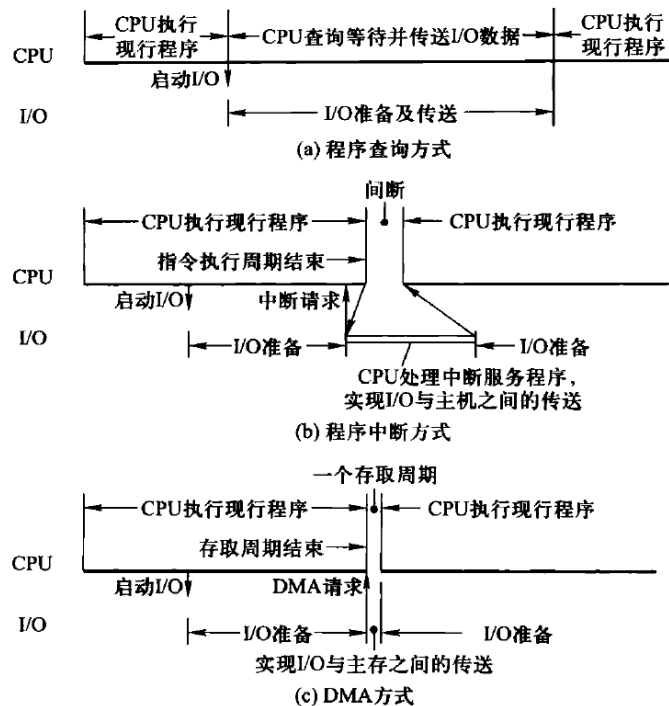 CPU执行 现行程序
CPU查询等待并传送I/O数据
CPU执行 现行程序
CPU
启动I/O
I/O
I/O准备及传送
(a) 程序查询方式
间断
CPU执行现行程序
CPU执行现行程序
指令执行周期结束
CPU
启动I/O
中断请求
I/O
I/O准备
I/O准备
CPU处理中断服务程序，
实现I/O与主机之间的传送
(b) 程序中断方式
一个存取周期
CPU执行现行程序
CPU执行现行程序
存取周期结束
CPU
启动I/O
DMA请求
I/O
I/O准备
I/O准备
实现I/O与主存之间的传送
(c) DMA方式